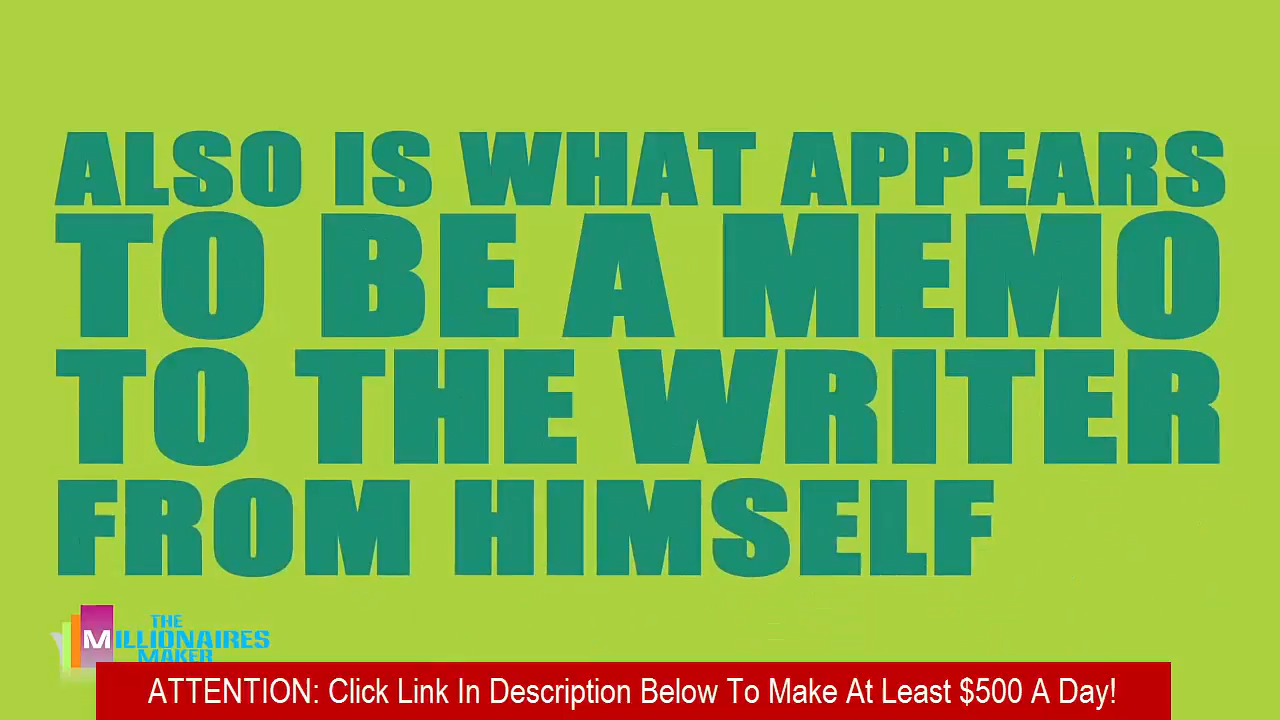 ALSO IS WHAT APPEARS
TO BE A MEMO
TO THE WRITER
FROM HIMSELF
THE
MILLIONAIRES
MAKER
ATTENTION: Click Link In Description Below To Make At Least $500 A Day!